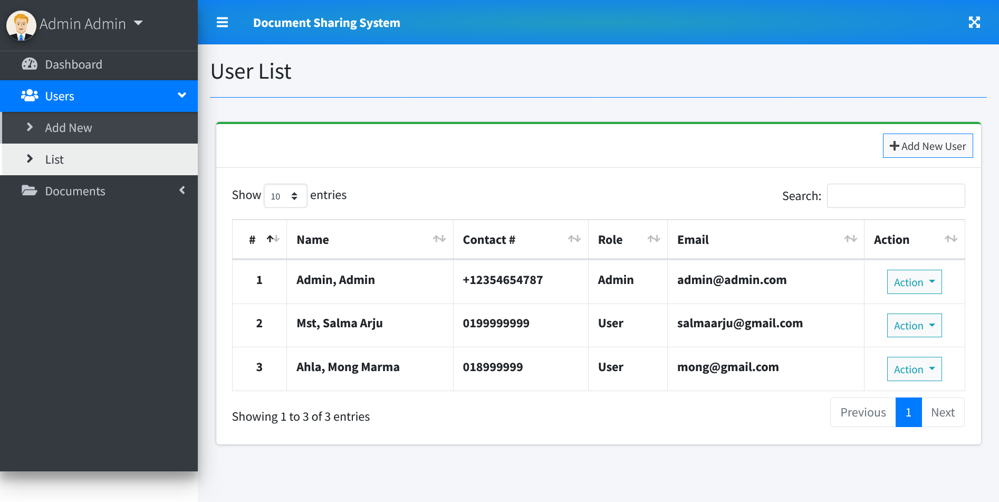 Admin Admin
Document Sharing System
Dashboard
Users
Add New
List
Documents
User List
Add New User
Show 10 entries
Search:
# Name Contact # Role Email Action
1 Admin, Admin +12354654787 Admin admin@admin.com Action
2 Mst, Salma Arju 0199999999 User salmaarju@gmail.com Action
3 Ahla, Mong Marma 018999999 User mong@gmail.com Action
Showing 1 to 3 of 3 entries
Previous 1 Next